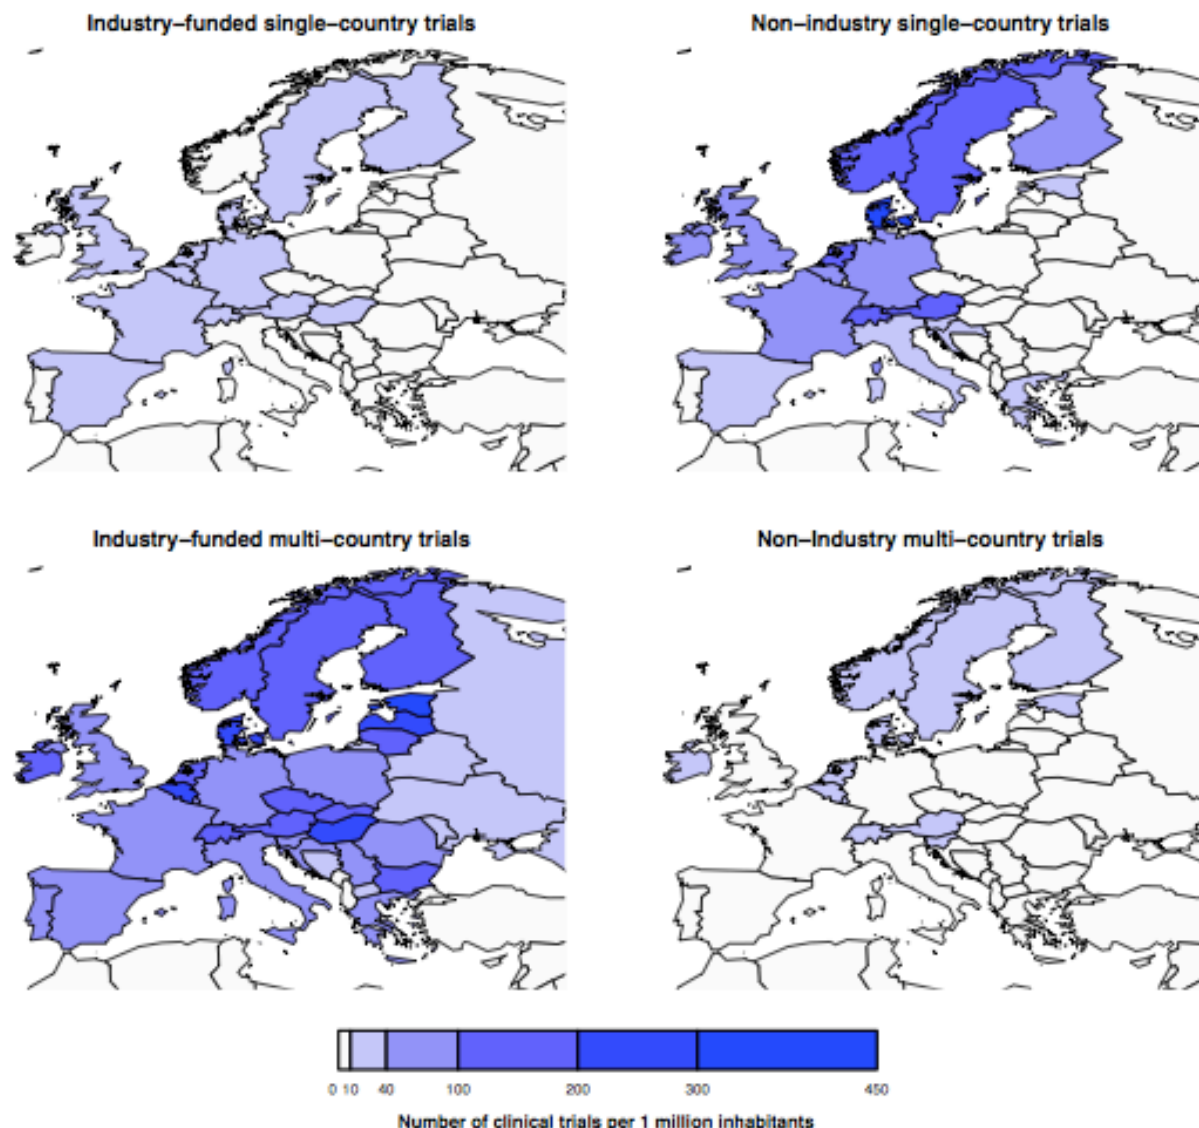 Industry–funded single–country trials
Non–industry single–country trials
Industry–funded multi–country trials
Non–Industry multi–country trials
0 10 40 100 200 300 450
Number of clinical trials per 1 million inhabitants